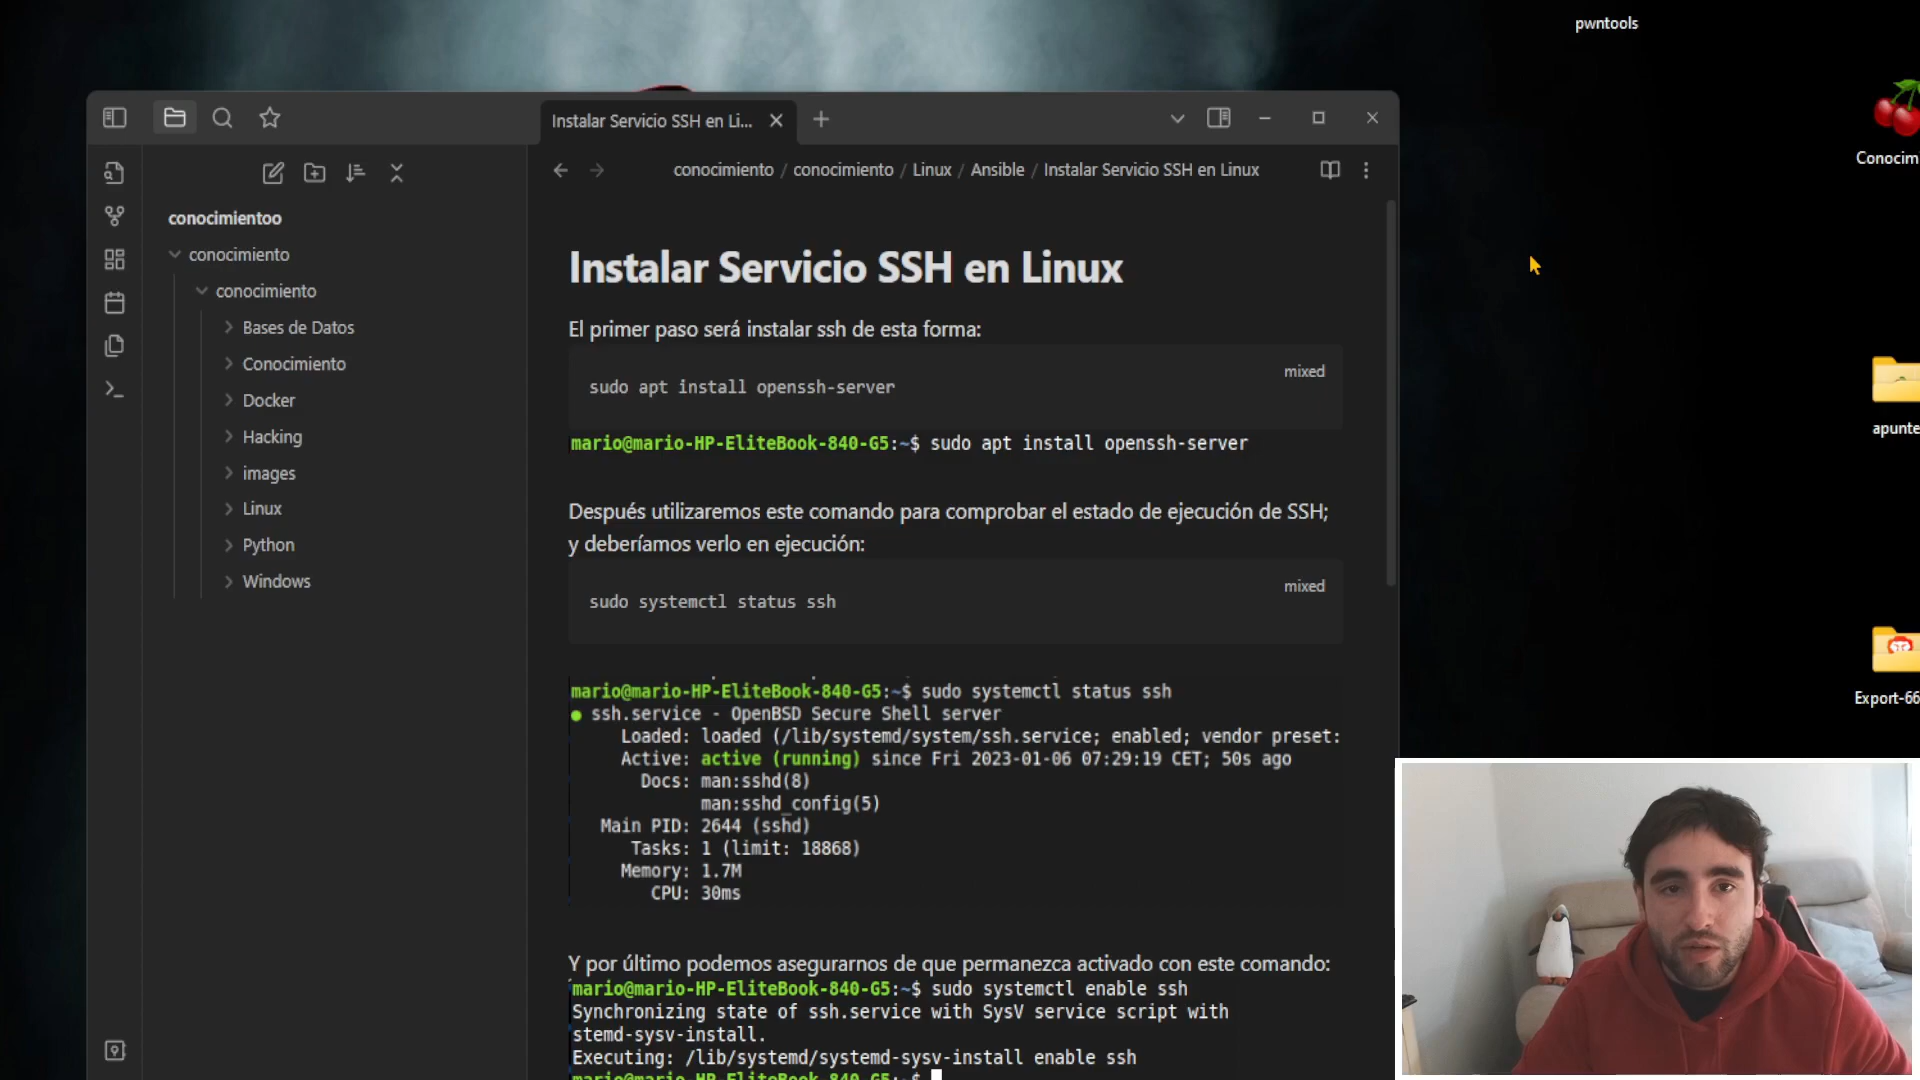 pwntools
Conocimi
apunte
Export-66
Instalar Servicio SSH en Li...
conocimiento / conocimiento / Linux / Ansible / Instalar Servicio SSH en Linux
conocimientoo
conocimiento
conocimiento
Bases de Datos
Conocimiento
Docker
Hacking
images
Linux
Python
Windows
Instalar Servicio SSH en Linux
El primer paso será instalar ssh de esta forma:
mixed
sudo apt install openssh-server
mario@mario-HP-EliteBook-840-G5:~$ sudo apt install openssh-server
Después utilizaremos este comando para comprobar el estado de ejecución de SSH;
y deberíamos verlo en ejecución:
mixed
sudo systemctl status ssh
mario@mario-HP-EliteBook-840-G5:~$ sudo systemctl status ssh
ssh.service - OpenBSD Secure Shell server
Loaded: loaded (/lib/systemd/system/ssh.service; enabled; vendor preset:
Active: active (running) since Fri 2023-01-06 07:29:19 CET; 50s ago
Docs: man:sshd(8)
man:sshd_config(5)
Main PID: 2644 (sshd)
Tasks: 1 (limit: 18868)
Memory: 1.7M
CPU: 30ms
Y por último podemos asegurarnos de que permanezca activado con este comando:
mario@mario-HP-EliteBook-840-G5:~$ sudo systemctl enable ssh
Synchronizing state of ssh.service with SysV service script with
stemd-sysv-install.
Executing: /lib/systemd/systemd-sysv-install enable ssh
mario@mario-HP-EliteBook-840-G5:~$